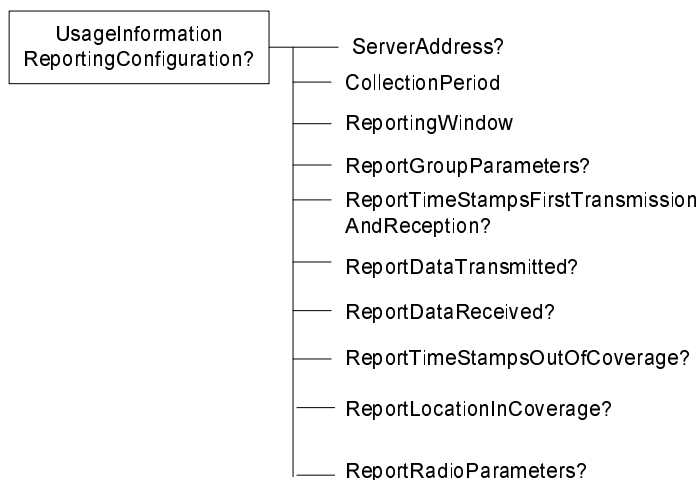 UsageInformation
ReportingConfiguration?
ServerAddress?
CollectionPeriod
ReportingWindow
ReportGroupParameters?
ReportTimeStampsFirstTransmission
AndReception?
ReportDataTransmitted?
ReportDataReceived?
ReportTimeStampsOutOfCoverage?
ReportLocationInCoverage?
ReportRadioParameters?